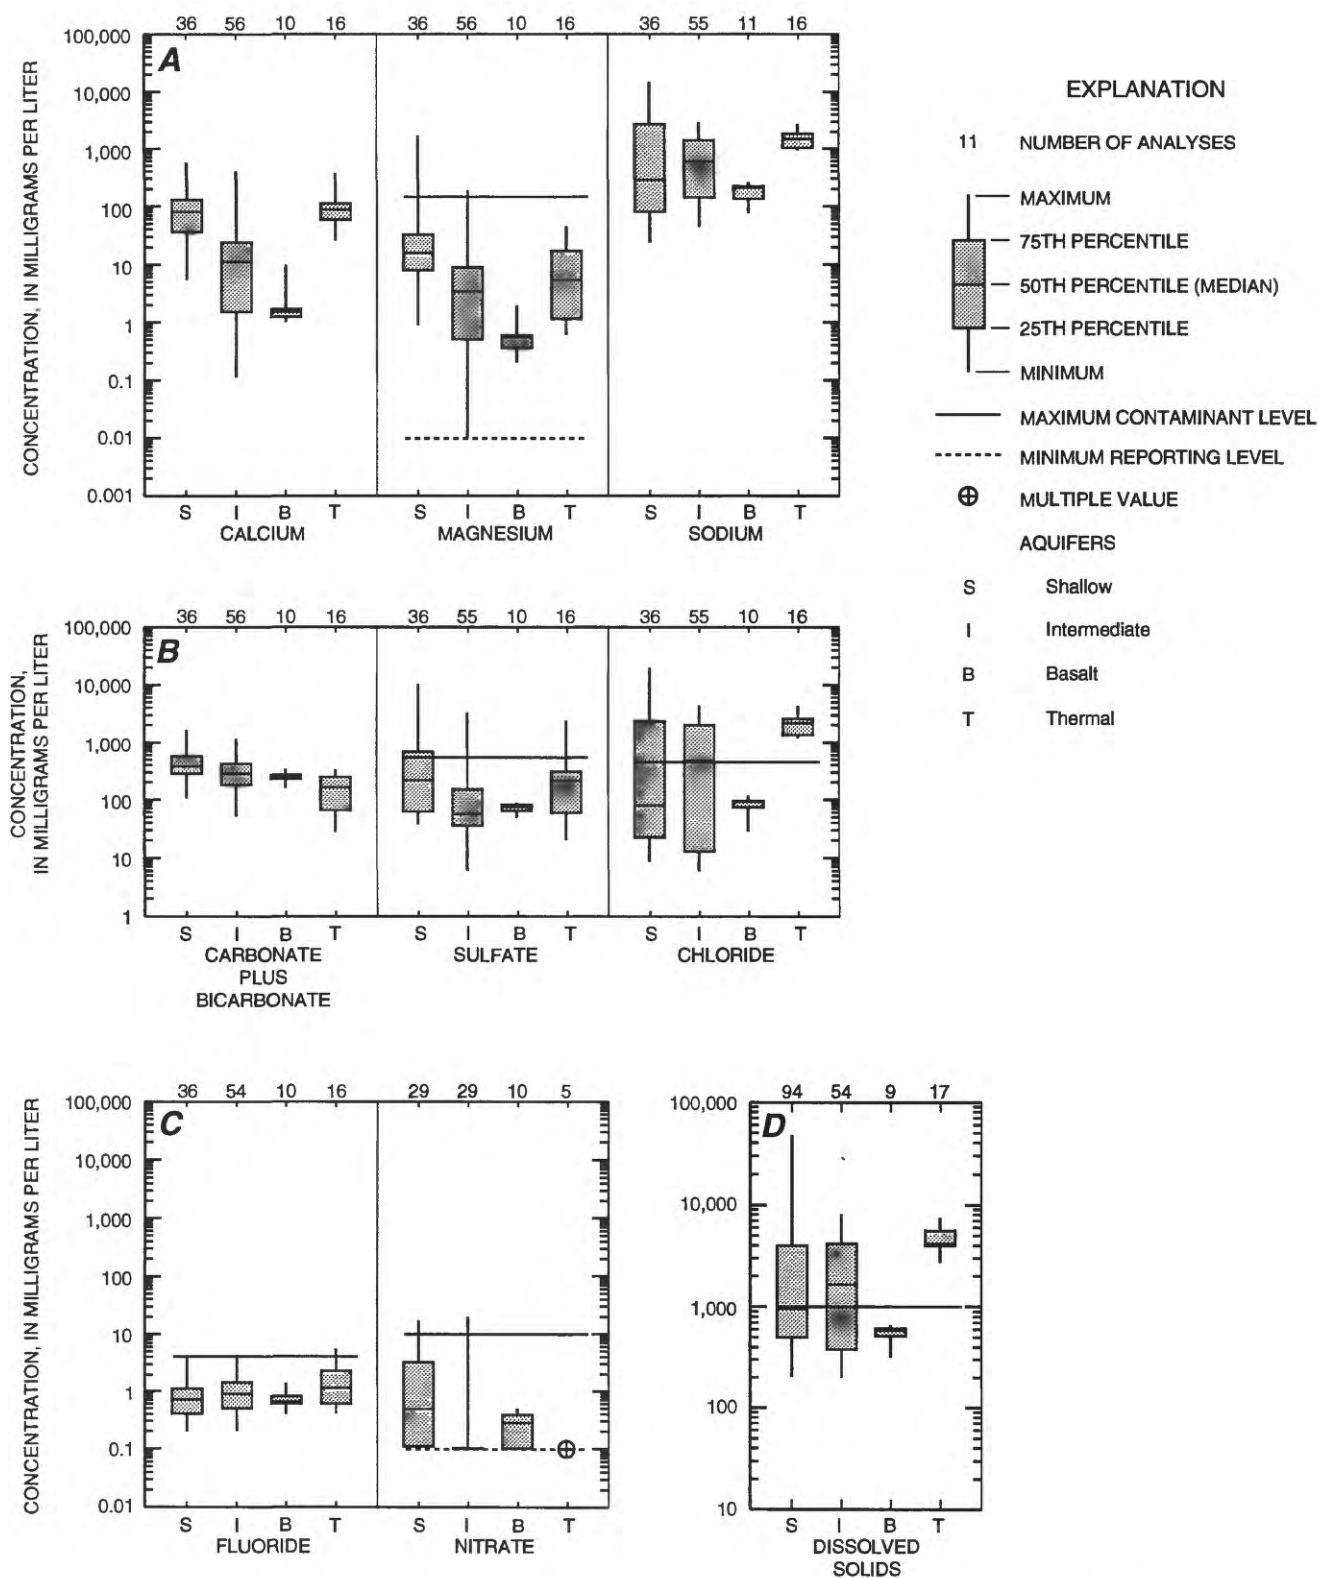 36 56 10 16 36 56 10 16 36 55 11 16
A
CONCENTRATION, IN MILLIGRAMS PER LITER
100,000
10,000
1,000
100
10
1
0.1
0.01
0.001
S I B T S I B T S I B T
CALCIUM MAGNESIUM SODIUM
EXPLANATION
11 NUMBER OF ANALYSES
MAXIMUM
75TH PERCENTILE
50TH PERCENTILE (MEDIAN)
25TH PERCENTILE
MINIMUM
MAXIMUM CONTAMINANT LEVEL
MINIMUM REPORTING LEVEL
MULTIPLE VALUE
AQUIFERS
S Shallow
I Intermediate
B Basalt
T Thermal
36 56 10 16 36 55 10 16 36 55 10 16
B
CONCENTRATION,
IN MILLIGRAMS PER LITER
100,000
10,000
1,000
100
10
1
S I B T S I B T S I B T
CARBONATE
PLUS
BICARBONATE
SULFATE
CHLORIDE
36 54 10 16 29 29 10 5
C
CONCENTRATION, IN MILLIGRAMS PER LITER
100,000
10,000
1,000
100
10
1
0.1
0.01
S I B T S I B T
FLUORIDE NITRATE
94 54 9 17
D
100,000
10,000
1,000
100
10
S I B T
DISSOLVED
SOLIDS